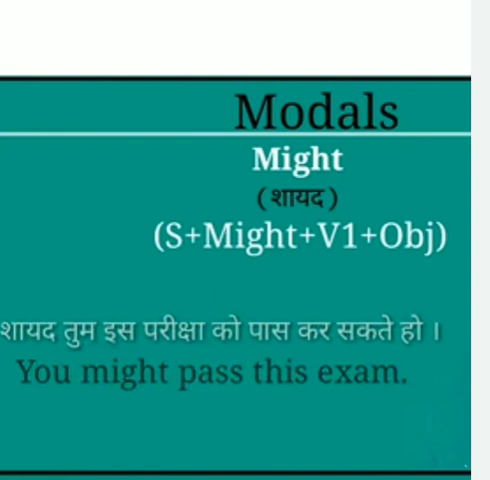 Modals
Might
(शायद)
(S+Might+V1+Obj)
शायद तुम इस परीक्षा को पास कर सकते हो ।
You might pass this exam.